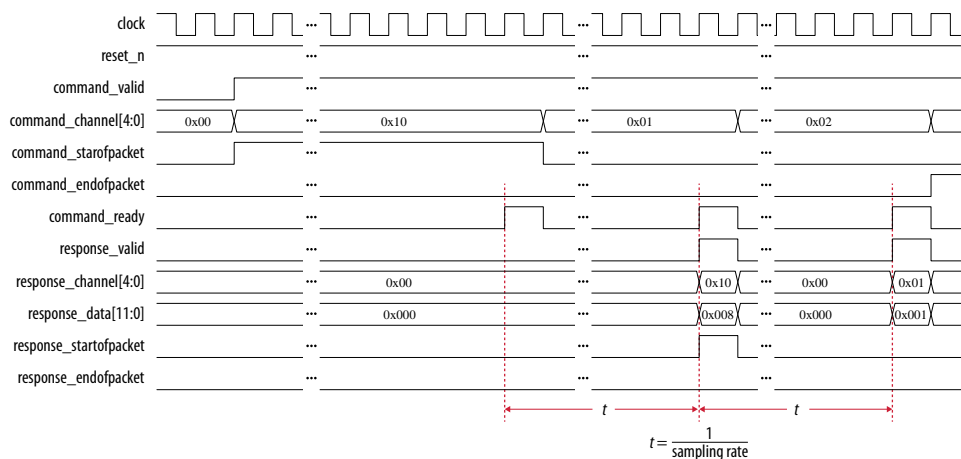 clock ... ... ...
reset_n ... ... ...
command_valid ... ... ...
command_channel[4:0] 0x00 ... 0x10 ... 0x01 ... 0x02
command_starofpacket ... ... ...
command_endofpacket ... ... ...
command_ready ... ... ...
response_valid ... ... ...
response_channel[4:0] ... 0x00 ... 0x10 ... 0x00 0x01
response_data[11:0] ... 0x000 ... 0x008 ... 0x000 0x001
response_startofpacket ... ... ...
response_endofpacket ... ... ...
t t
t = 1
sampling rate